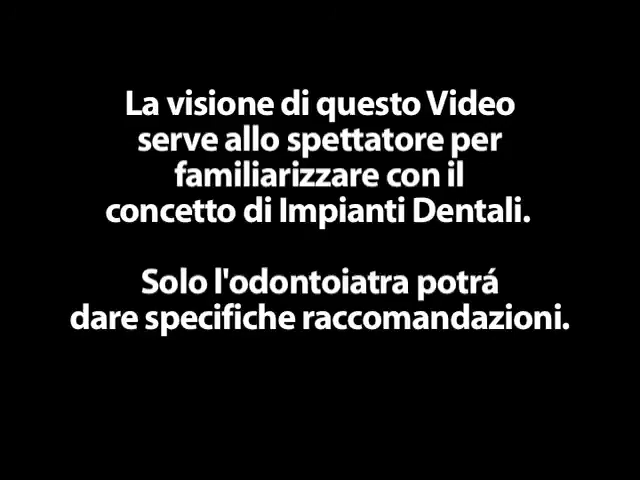 La visione di questo Video
serve allo spettatore per
familiarizzare con il
concetto di Impianti Dentali.
Solo l'odontoiatra potrá
dare specifiche raccomandazioni.